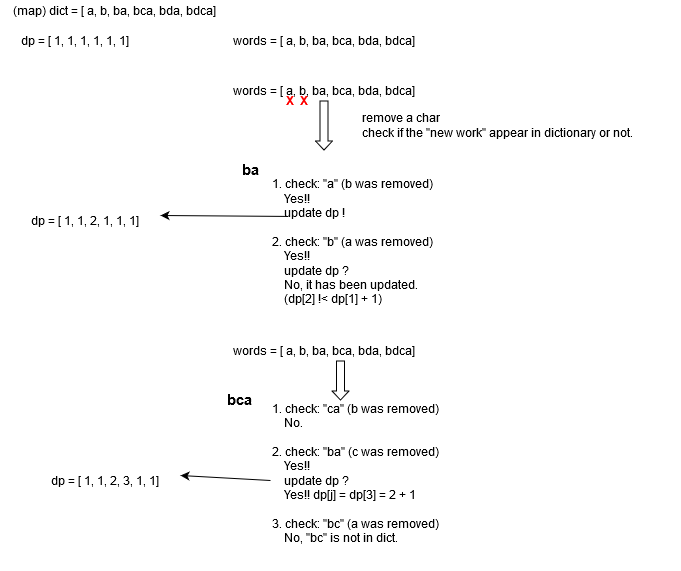 (map) dict = [ a, b, ba, bca, bda, bdca]
dp = [ 1, 1, 1, 1, 1, 1]
words = [ a, b, ba, bca, bda, bdca]
words = [ a, b, ba, bca, bda, bdca]
X X
remove a char
check if the "new work" appear in dictionary or not.
ba
1. check: "a" (b was removed)
Yes!!
update dp !
dp = [ 1, 1, 2, 1, 1, 1]
2. check: "b" (a was removed)
Yes!!
update dp ?
No, it has been updated.
(dp[2] !< dp[1] + 1)
words = [ a, b, ba, bca, bda, bdca]
bca
1. check: "ca" (b was removed)
No.
2. check: "ba" (c was removed)
Yes!!
update dp ?
Yes!! dp[j] = dp[3] = 2 + 1
dp = [ 1, 1, 2, 3, 1, 1]
3. check: "bc" (a was removed)
No, "bc" is not in dict.